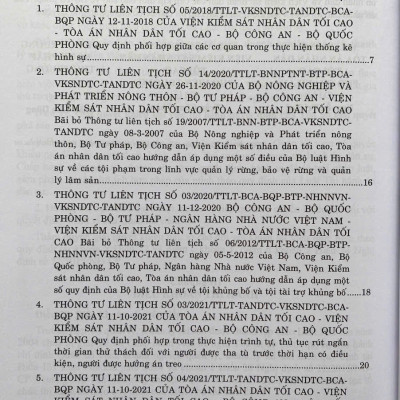 1. THÔNG TƯ LIÊN TỊCH SỐ 05/2018/TTLT-VKSNDTC-TANDTC-BCA-
BQP NGÀY 12-11-2018 CỦA VIỆN KIỂM SÁT NHÂN DÂN TỐI CAO
- TÒA ÁN NHÂN DÂN TỐI CAO - BỘ CÔNG AN - BỘ QUỐC
PHÒNG Quy định phối hợp giữa các cơ quan trong thực hiện thống kê
hình sự ...7
2. THÔNG TƯ LIÊN TỊCH SỐ 14/2020/TTLT-BNNPTNT-BTP-BCA-
VKSNDTC-TANDTC NGÀY 26-11-2020 CỦA BỘ NÔNG NGHIỆP VÀ
PHÁT TRIỂN NÔNG THÔN - BỘ TƯ PHÁP - BỘ CÔNG AN - VIỆN
KIỂM SÁT NHÂN DÂN TỐI CAO - TÒA ÁN NHÂN DÂN TỐI CAO
Bãi bỏ Thông tư liên tịch số 19/2007/TTLT-BNN-BTP-BCA-VKSNDTC-
TANDTC ngày 08-3-2007 của Bộ Nông nghiệp và Phát triển nông
thôn, Bộ Tư pháp, Bộ Công an, Viện Kiểm sát nhân dân tối cao, Tòa
án nhân dân tối cao hướng dẫn áp dụng một số điều của Bộ luật Hình
sự về các tội phạm trong lĩnh vực quản lý rừng, bảo vệ rừng và quản
lý lâm sản ...16
3. THÔNG TƯ LIÊN TỊCH SỐ 03/2020/TTLT-BCA-BQP-BTP-NHNNVN-
VKSNDTC-TANDTC NGÀY 11-12-2020 BỘ CÔNG AN - BỘ QUỐC
PHÒNG - BỘ TƯ PHÁP - NGÂN HÀNG NHÀ NƯỚC VIỆT NAM -
VIỆN KIỂM SÁT NHÂN DÂN TỐI CAO - TÒA ÁN NHÂN DÂN TỐI
CAO Bãi bỏ Thông tư liên tịch số 06/2012/TTLT-BCA-BQP-BTP-
NHNNVN-VKSNDTC-TANDTC ngày 05-5-2012 của Bộ Công an, Bộ
Quốc phòng, Bộ Tư pháp, Ngân hàng Nhà nước Việt Nam, Viện Kiểm
sát nhân dân tối cao, Tòa án nhân dân tối cao hướng dẫn áp dụng một
số quy định của Bộ luật Hình sự về tội khủng bố và tội tài trợ khủng bố ...18
4. THÔNG TƯ LIÊN TỊCH SỐ 03/2021/TTLT-TANDTC-VKSNDTC-BCA-
BQP NGÀY 11-10-2021 CỦA TÒA ÁN NHÂN DÂN TỐI CAO - VIỆN
KIỂM SÁT NHÂN DÂN TỐI CAO - BỘ CÔNG AN - BỘ QUỐC
PHÒNG Quy định phối hợp trong thực hiện trình tự, thủ tục rút ngắn
thời gian thử thách đối với người được tha tù trước thời hạn có điều
kiện, người được hưởng án treo ...20
5. THÔNG TƯ LIÊN TỊCH SỐ 04/2021/TTLT-TANDTC-VKSNDTC-BCA-
BQP NGÀY 11-10-2021 CỦA TÒA ÁN NHÂN DÂN TỐI CAO - VIỆN